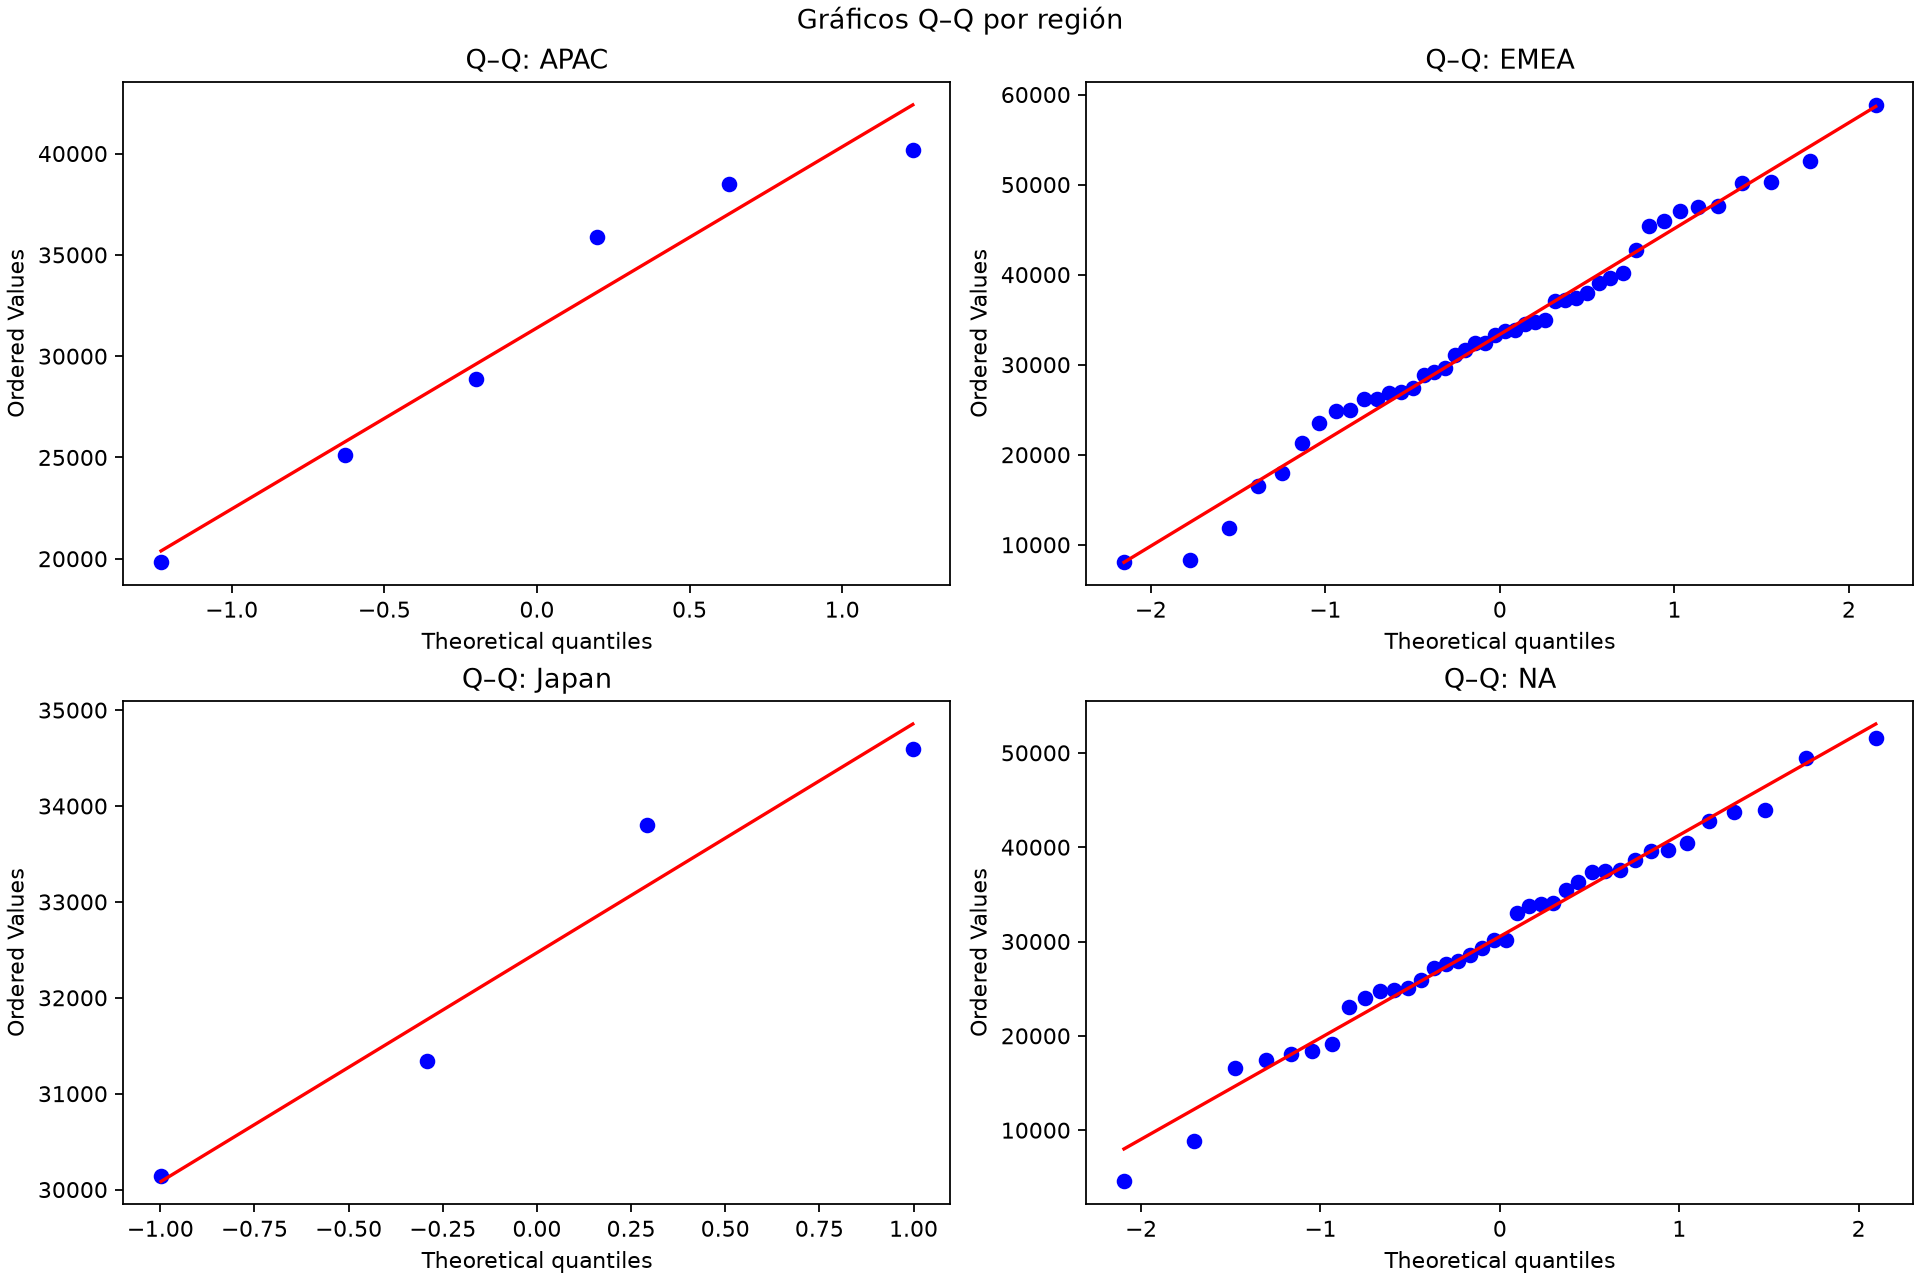 Gráficos Q–Q por región
Q–Q: APAC
Ordered Values
40000
35000
30000
25000
20000
−1.0 −0.5 0.0 0.5 1.0
Theoretical quantiles
Q–Q: EMEA
Ordered Values
60000
50000
40000
30000
20000
10000
−2 −1 0 1 2
Theoretical quantiles
Q–Q: Japan
Ordered Values
35000
34000
33000
32000
31000
30000
−1.00 −0.75 −0.50 −0.25 0.00 0.25 0.50 0.75 1.00
Theoretical quantiles
Q–Q: NA
Ordered Values
50000
40000
30000
20000
10000
−2 −1 0 1 2
Theoretical quantiles